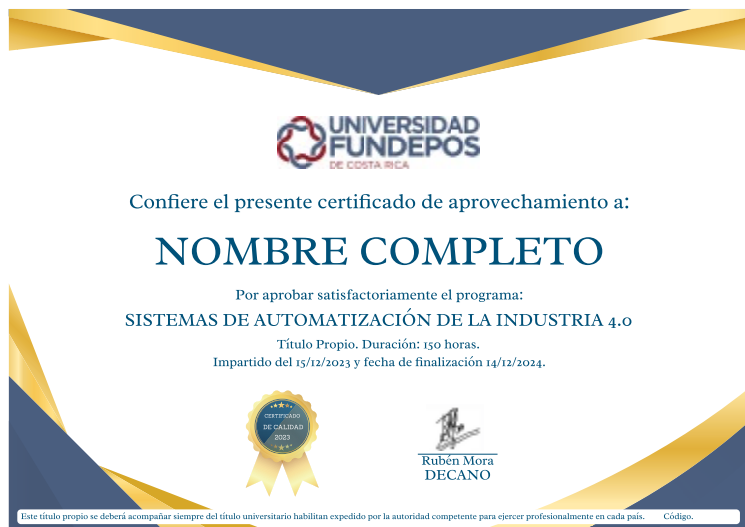 UNIVERSIDAD
FUNDEPOS
DE COSTA RICA
Confiere el presente certificado de aprovechamiento a:
NOMBRE COMPLETO
Por aprobar satisfactoriamente el programa:
SISTEMAS DE AUTOMATIZACIÓN DE LA INDUSTRIA 4.0
Título Propio. Duración: 150 horas.
Impartido del 15/12/2023 y fecha de finalización 14/12/2024.
CERTIFICADO
DE CALIDAD
2023
Rubén Mora
DECANO
Este título propio se deberá acompañar siempre del título universitario habilitan expedido por la autoridad competente para ejercer profesionalmente en cada país. Código.